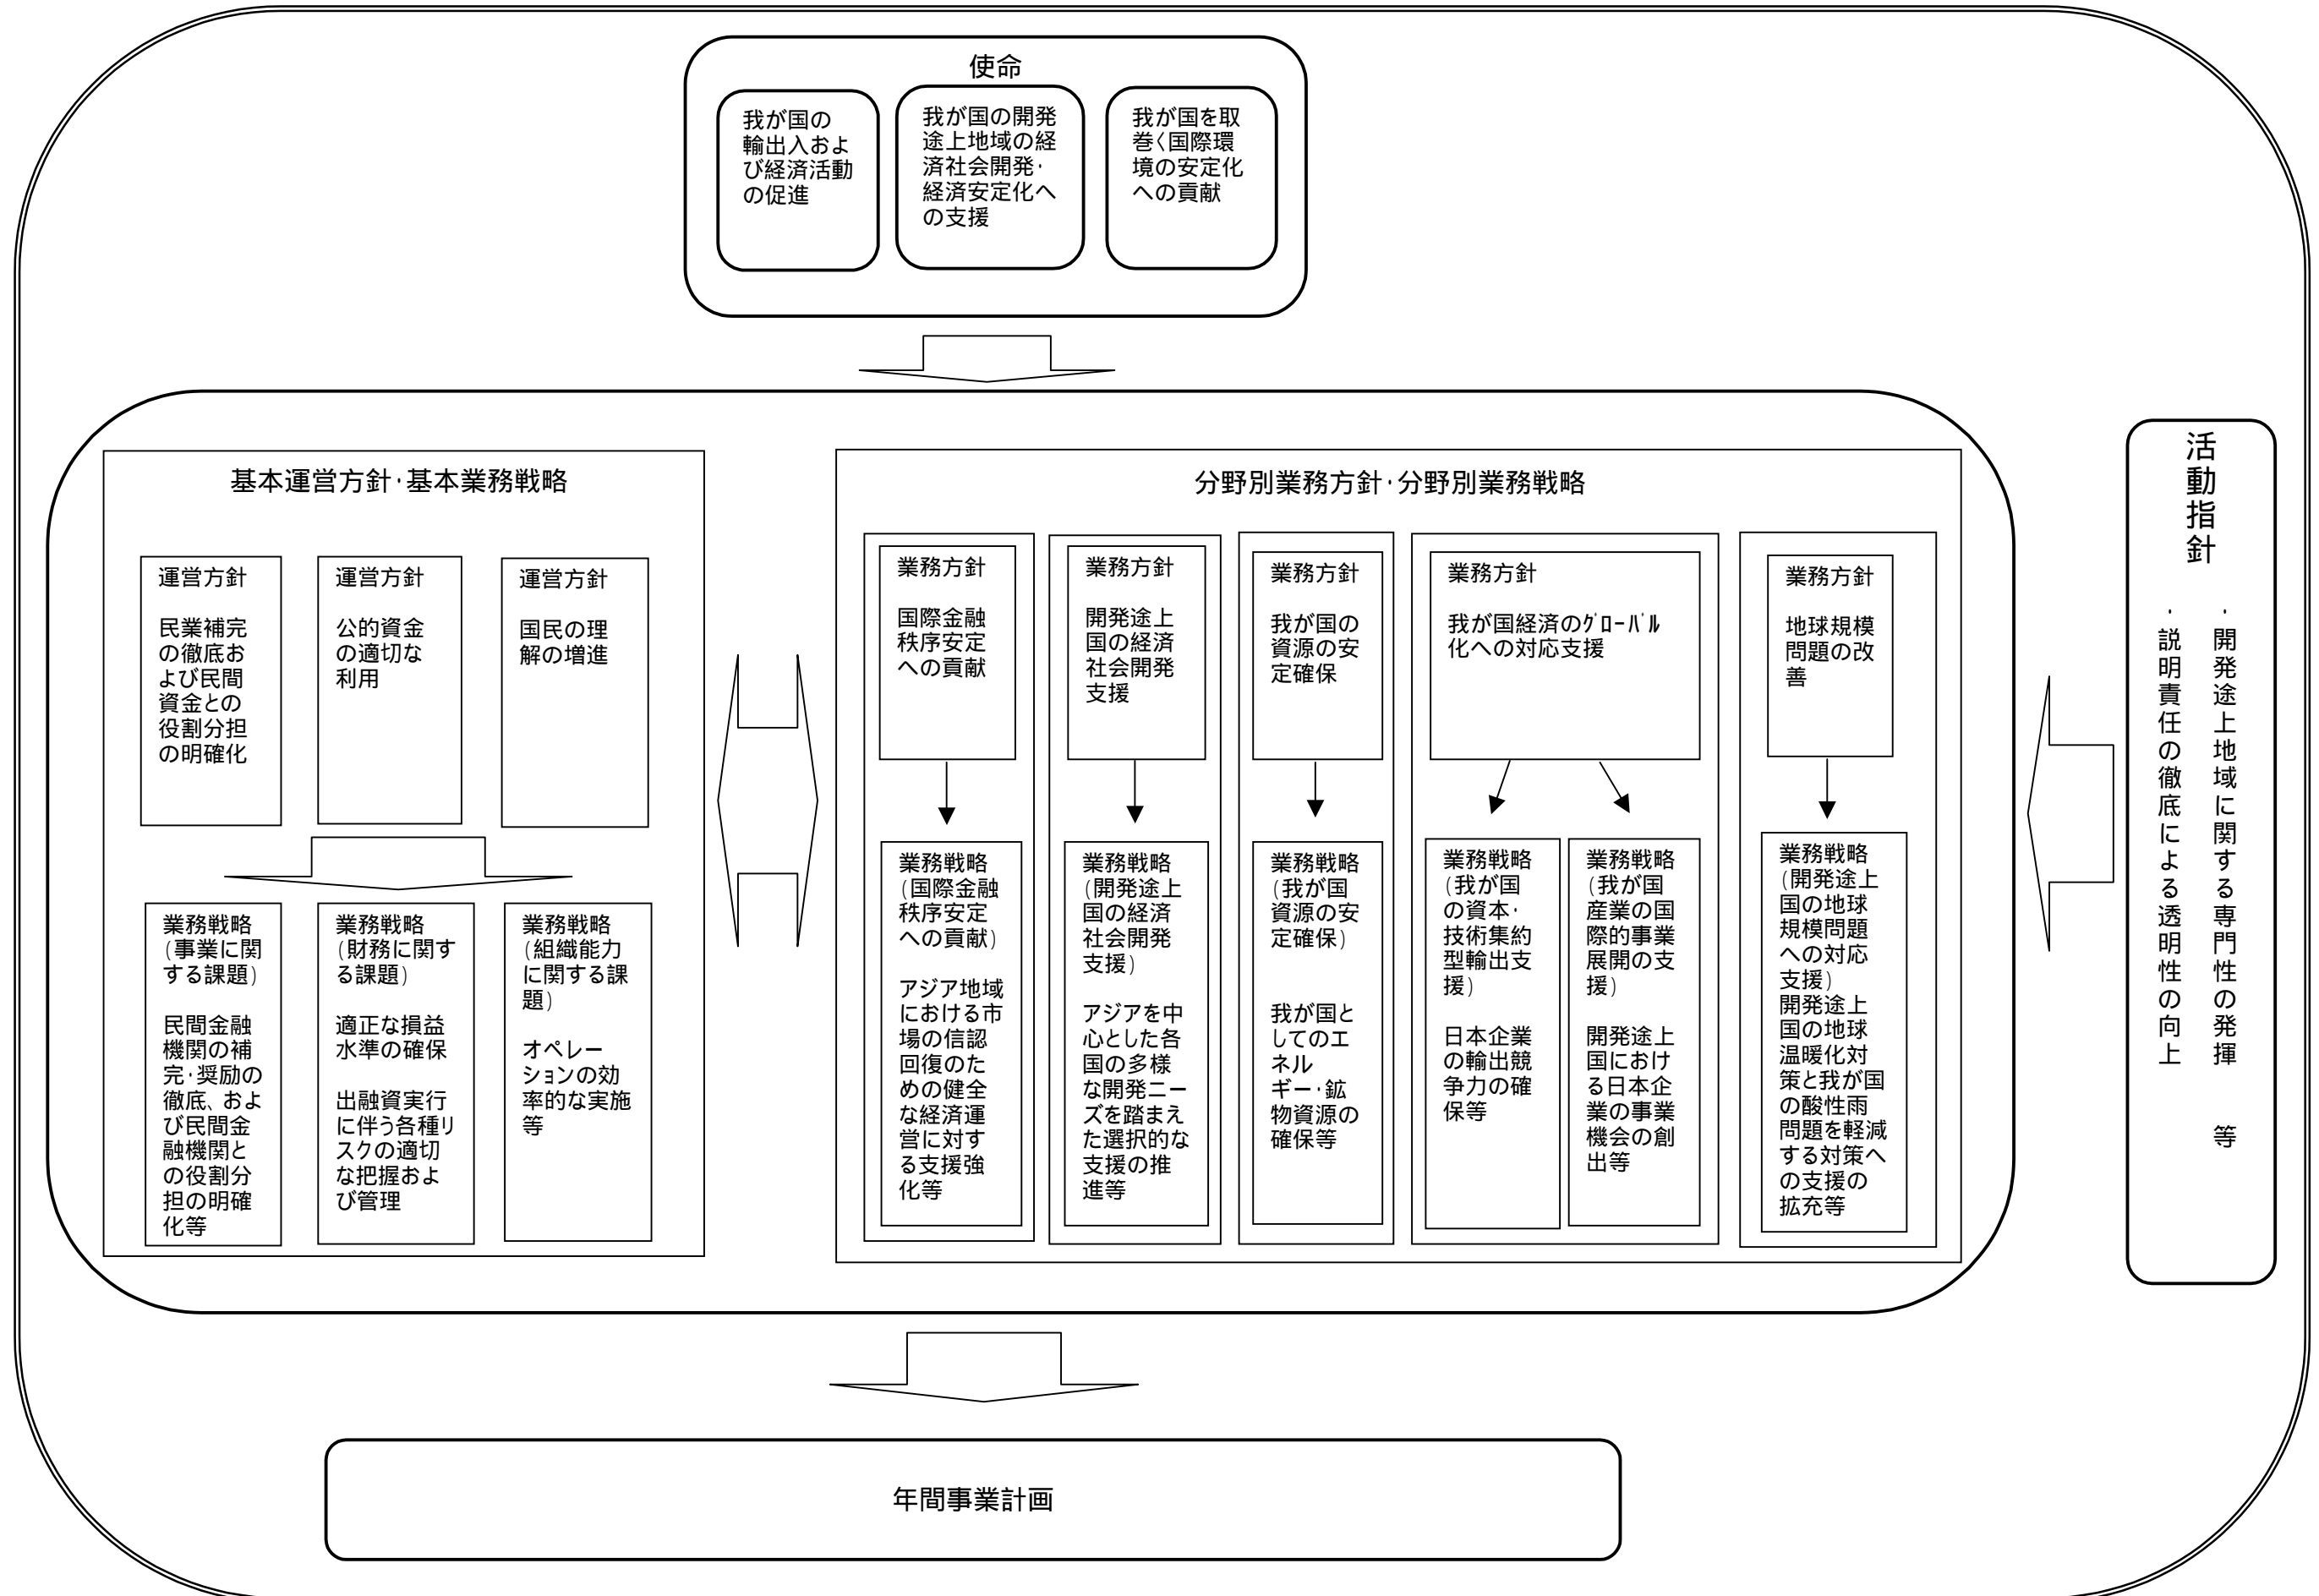 使命
我が国の
輸出入およ
び経済活動
の促進
我が国の開発
途上地域の経
済社会開発・
経済安定化へ
の支援
我が国を取
巻く国際環
境の安定化
への貢献
基本運営方針・基本業務戦略
運営方針
民業補完
の徹底お
よび民間
資金との
役割分担
の明確化
運営方針
公的資金
の適切な
利用
運営方針
国民の理
解の増進
業務戦略
(事業に関
する課題)
民間金融
機関の補
完・奨励の
徹底、およ
び民間金
融機関と
の役割分
担の明確
化等
業務戦略
(財務に関す
る課題)
適正な損益
水準の確保
出融資実行
に伴う各種リ
スクの適切
な把握およ
び管理
業務戦略
(組織能力
に関する課
題)
オペレー
ションの効
率的な実施
等
分野別業務方針・分野別業務戦略
業務方針
国際金融
秩序安定
への貢献
業務戦略
(国際金融
秩序安定
への貢献)
アジア地域
における市
場の信認
回復のた
めの健全
な経済運
営に対す
る支援強
化等
業務方針
開発途上
国の経済
社会開発
支援
業務戦略
(開発途上
国の経済
社会開発
支援)
アジアを中
心とした各
国の多様
な開発ニー
ズを踏まえ
た選択的な
支援の推
進等
業務方針
我が国の
資源の安
定確保
業務戦略
(我が国
資源の安
定確保)
我が国と
してのエ
ネル
ギー・鉱
物資源の
確保等
業務方針
我が国経済のｸﾞﾛｰﾊﾞﾙ
化への対応支援
業務戦略
(我が国
の資本・
技術集約
型輸出支
援)
日本企業
の輸出競
争力の確
保等
業務戦略
(我が国
産業の国
際的事業
展開の支
援)
開発途上
国におけ
る日本企
業の事業
機会の創
出等
業務方針
地球規模
問題の改
善
業務戦略
(開発途上
国の地球
規模問題
への対応
支援)
開発途上
国の地球
温暖化対
策と我が国
の酸性雨
問題を軽減
する対策へ
の支援の
拡充等
活動指針
・開発途上地域に関する専門性の発揮　等
・説明責任の徹底による透明性の向上
年間事業計画